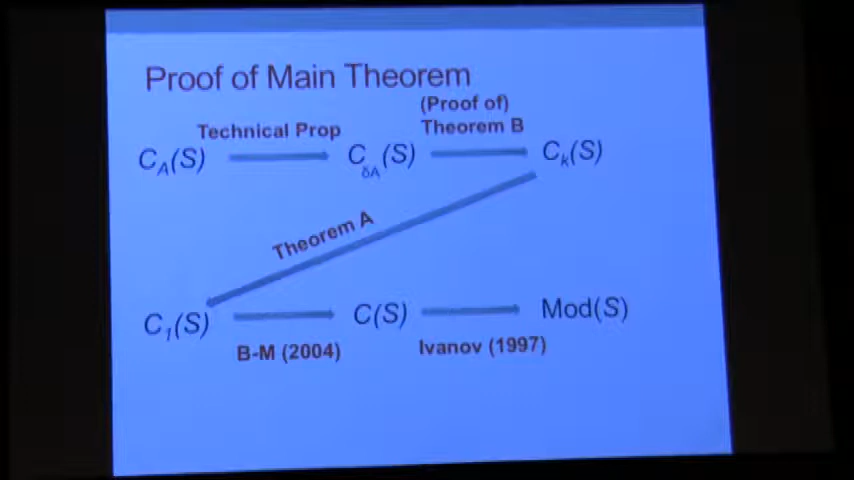 Proof of Main Theorem
(Proof of)
Technical Prop
Theorem B
C_A(S)
C_δA(S)
C_k(S)
Theorem A
C_1(S)
C(S)
Mod(S)
B-M (2004)
Ivanov (1997)